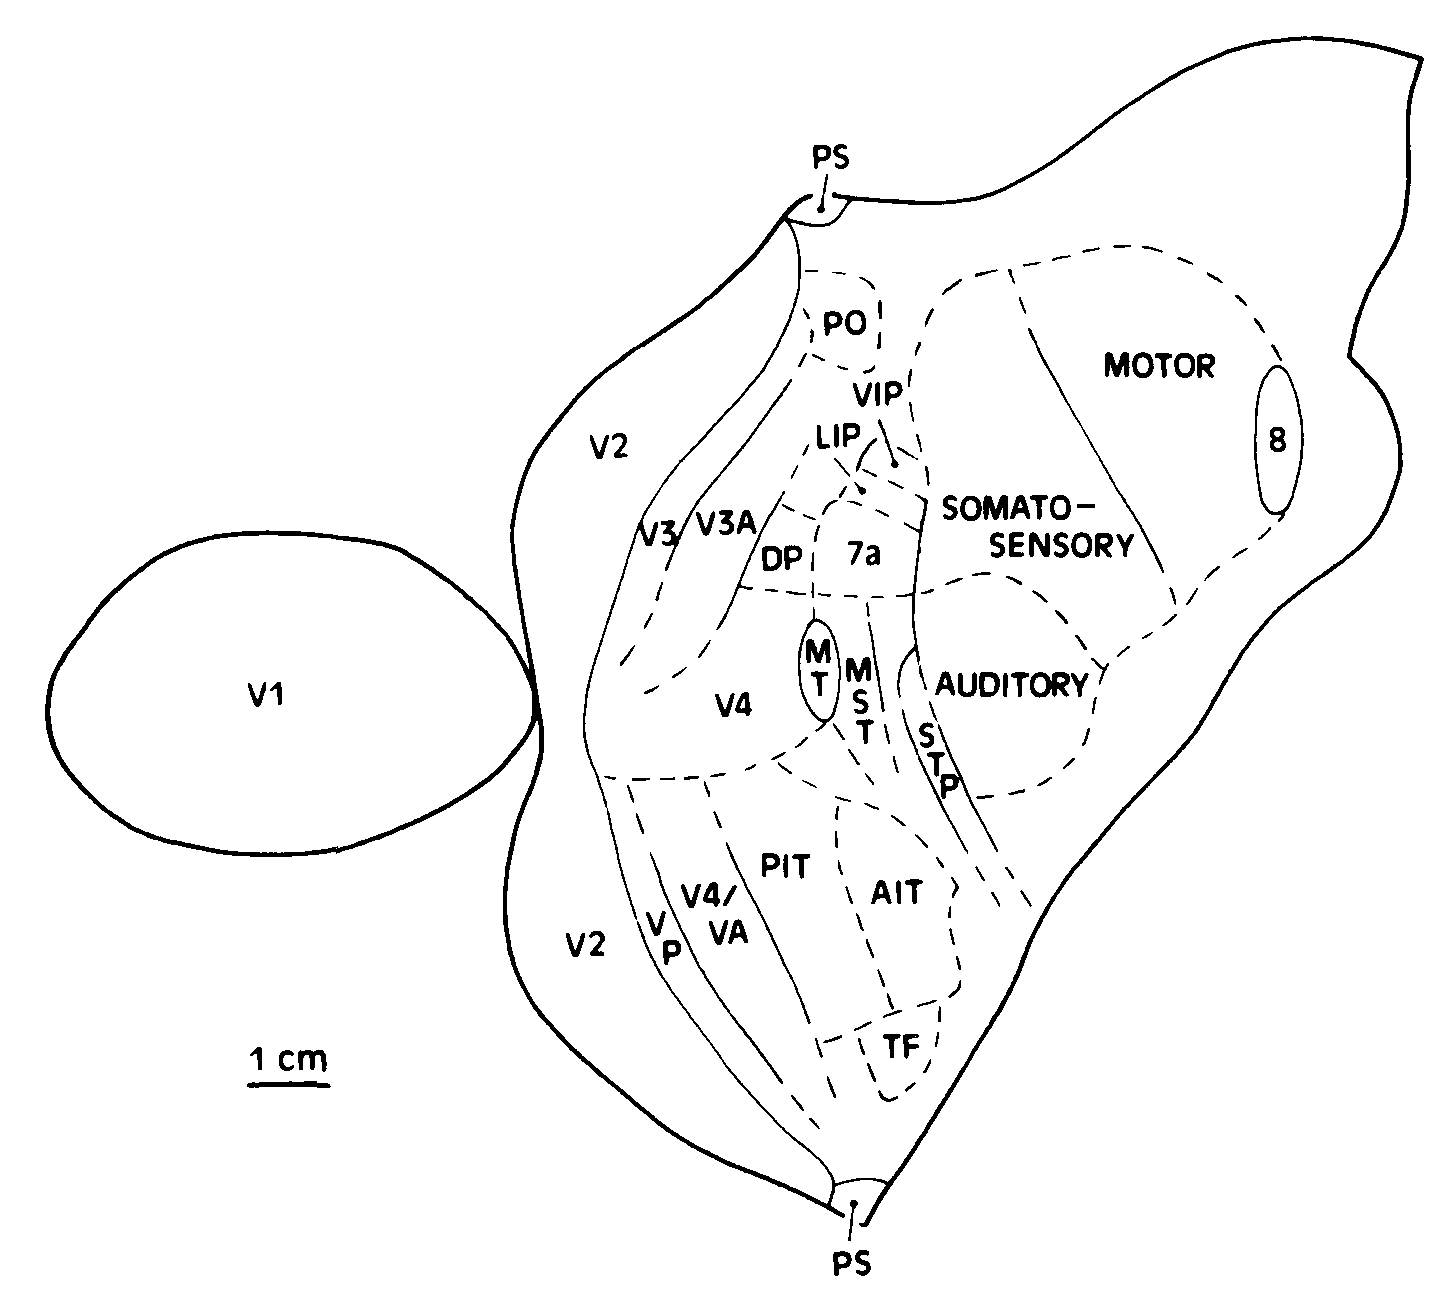 PS
PO
MOTOR
VIP
LIP
8
V2
V3
V3A
SOMATO-
SENSORY
DP
7a
M
T
M
S
T
AUDITORY
V1
V4
S
T
P
PIT
AIT
V4/
VA
V
P
V2
TF
1 cm
PS